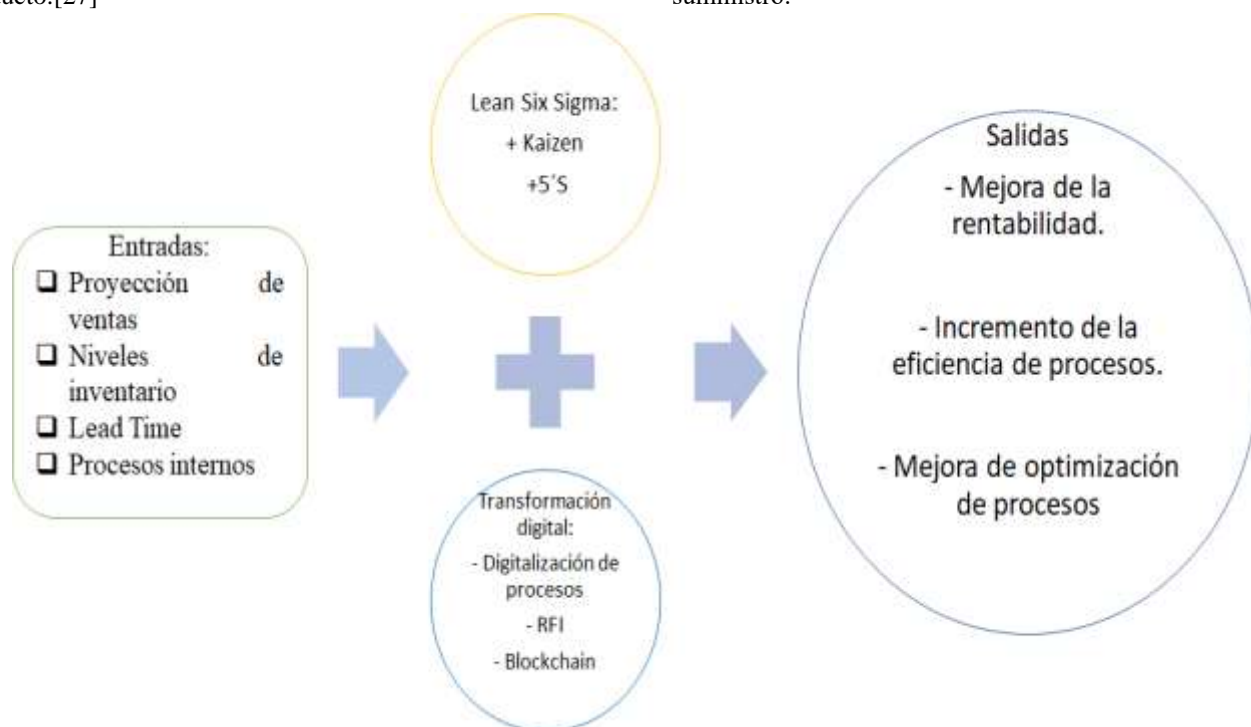 Entradas:
❑ Proyección de
ventas
❑ Niveles de
inventario
❑ Lead Time
❑ Procesos internos
Lean Six Sigma:
+ Kaizen
+5´S
Transformación
digital:
- Digitalización de
procesos
- RFI
- Blockchain
Salidas
- Mejora de la
rentabilidad.
- Incremento de la
eficiencia de procesos.
- Mejora de optimización
de procesos